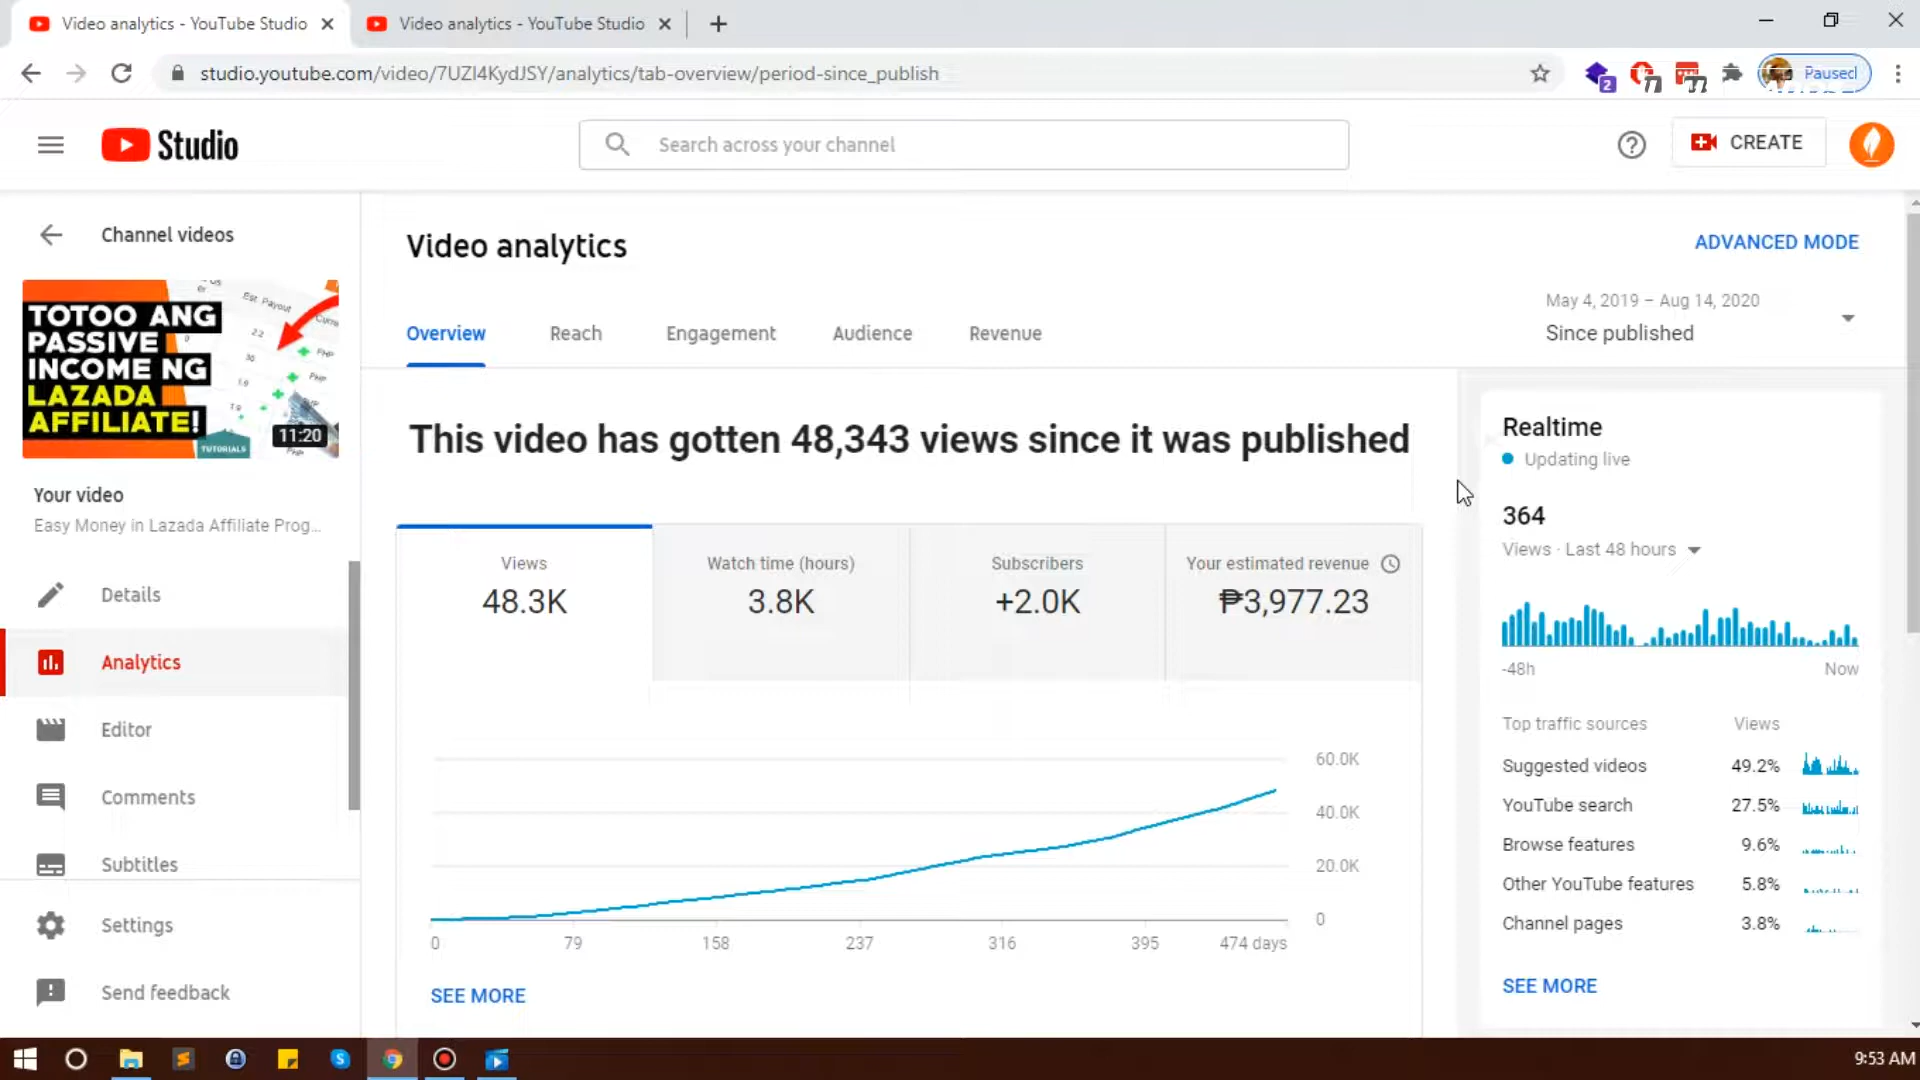 Video analytics - YouTube Studio
Video analytics - YouTube Studio
studio.youtube.com/video/7UZI4KydJSY/analytics/tab-overview/period-since_publish
2
Paused
Studio
Search across your channel
CREATE
Channel videos
TOTOO ANG
PASSIVE
INCOME NG
LAZADA
AFFILIATE!
Est. Payout
TUTORIALS
11:20
Your video
Easy Money in Lazada Affiliate Prog...
Details
Analytics
Editor
Comments
Subtitles
Settings
Send feedback
Video analytics
ADVANCED MODE
Overview
Reach
Engagement
Audience
Revenue
May 4, 2019 – Aug 14, 2020
Since published
This video has gotten 48,343 views since it was published
Views
48.3K
Watch time (hours)
3.8K
Subscribers
+2.0K
Your estimated revenue
₱3,977.23
60.0K
40.0K
20.0K
0
0
79
158
237
316
395
474 days
SEE MORE
Realtime
Updating live
364
Views · Last 48 hours
-48h
Now
Top traffic sources
Views
Suggested videos
49.2%
YouTube search
27.5%
Browse features
9.6%
Other YouTube features
5.8%
Channel pages
3.8%
SEE MORE
9:53 AM